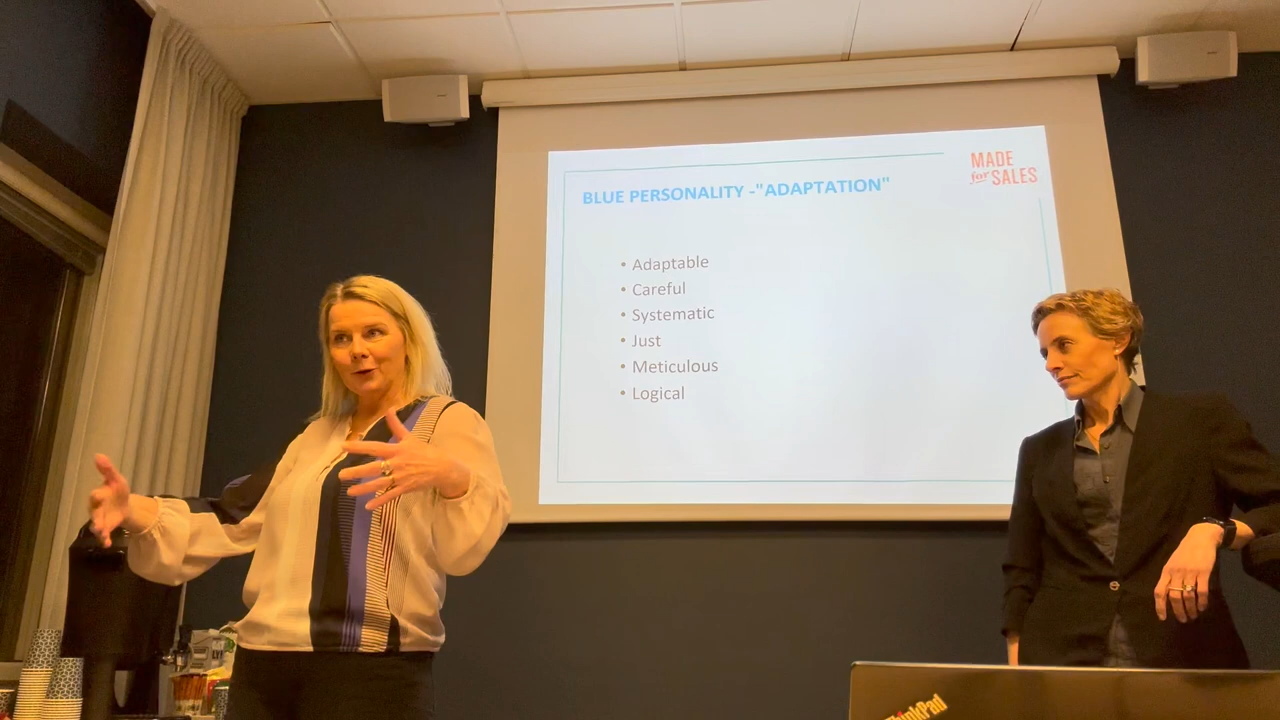 MADE
for SALES
BLUE PERSONALITY -"ADAPTATION"
• Adaptable
• Careful
• Systematic
• Just
• Meticulous
• Logical
ThinkPad